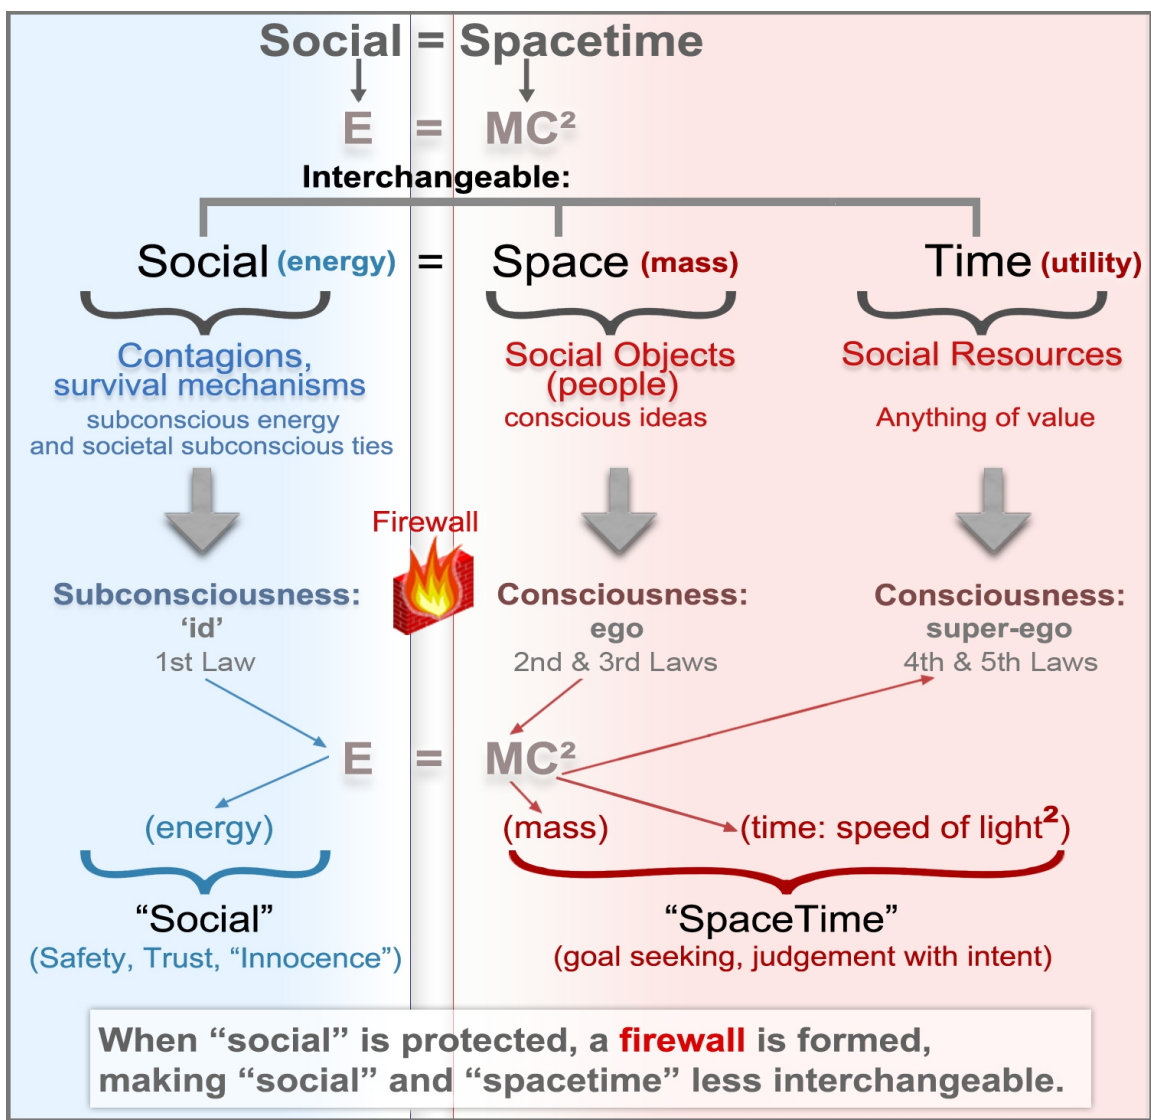 Social = Spacetime
E = MC²
Interchangeable:
Social (energy) = Space (mass) Time (utility)
Contagions,
survival mechanisms
subconscious energy
and societal subconscious ties
Social Objects
(people)
conscious ideas
Social Resources
Anything of value
Firewall
Subconsciousness:
‘id’
1st Law
Consciousness:
ego
2nd & 3rd Laws
Consciousness:
super-ego
4th & 5th Laws
E = MC²
(energy)
(mass)
(time: speed of light²)
“Social”
(Safety, Trust, “Innocence”)
“SpaceTime”
(goal seeking, judgement with intent)
When “social” is protected, a firewall is formed,
making “social” and “spacetime” less interchangeable.